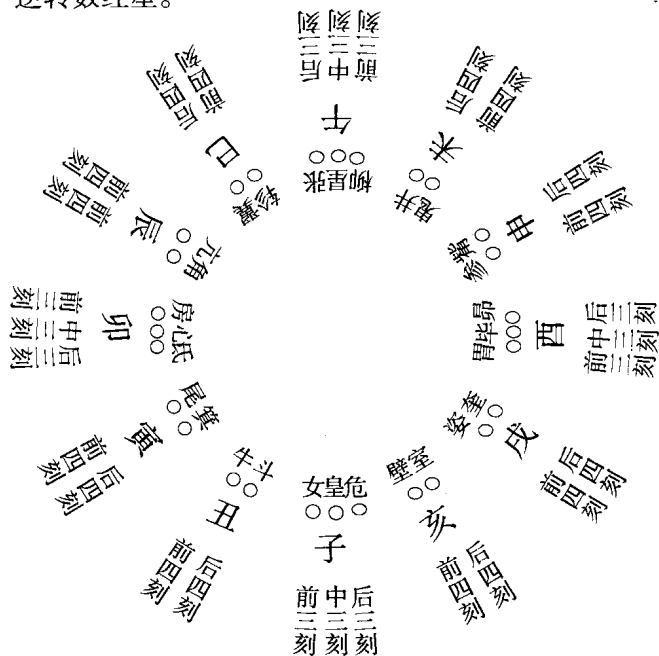 逆转数红星。
前三刻 中三刻 后三刻
午
柳星张
前四刻 后四刻
未
井鬼
前四刻 后四刻
申
参觜
前三刻 中三刻 后三刻
酉
胃毕昴
前四刻 后四刻
戌
姿奎
壁室
亥
前四刻 后四刻
女皇危
子
前三刻 中三刻 后三刻
牛斗
丑
前四刻 后四刻
尾箕
寅
前四刻 后四刻
房心氐
卯
前三刻 中三刻 后三刻
亢角
辰
前四刻 前四刻
轸翼
巳
前四刻 后四刻